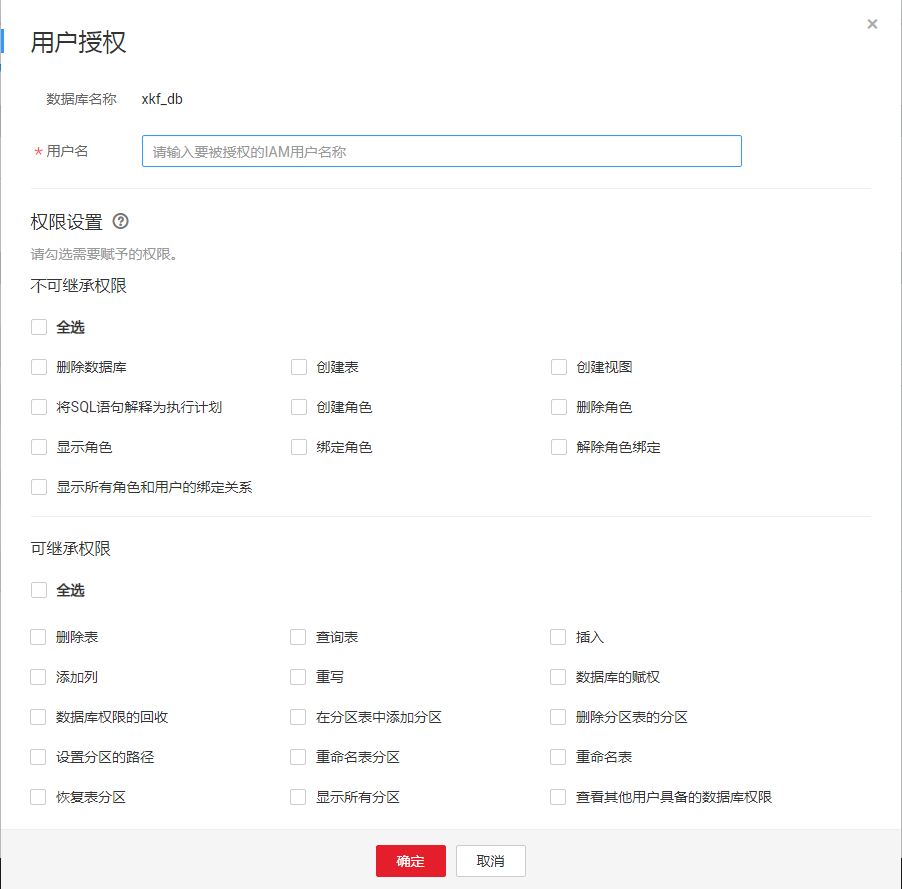 用户授权
数据库名称 xkf_db
* 用户名 请输入要被授权的IAM用户名称
权限设置 ?
请勾选需要赋予的权限。
不可继承权限
全选
删除数据库 创建表 创建视图
将SQL语句解释为执行计划 创建角色 删除角色
显示角色 绑定角色 解除角色绑定
显示所有角色和用户的绑定关系
可继承权限
全选
删除表 查询表 插入
添加列 重写 数据库的赋权
数据库权限的回收 在分区表中添加分区 删除分区表的分区
设置分区的路径 重命名表分区 重命名表
恢复表分区 显示所有分区 查看其他用户具备的数据库权限
确定 取消